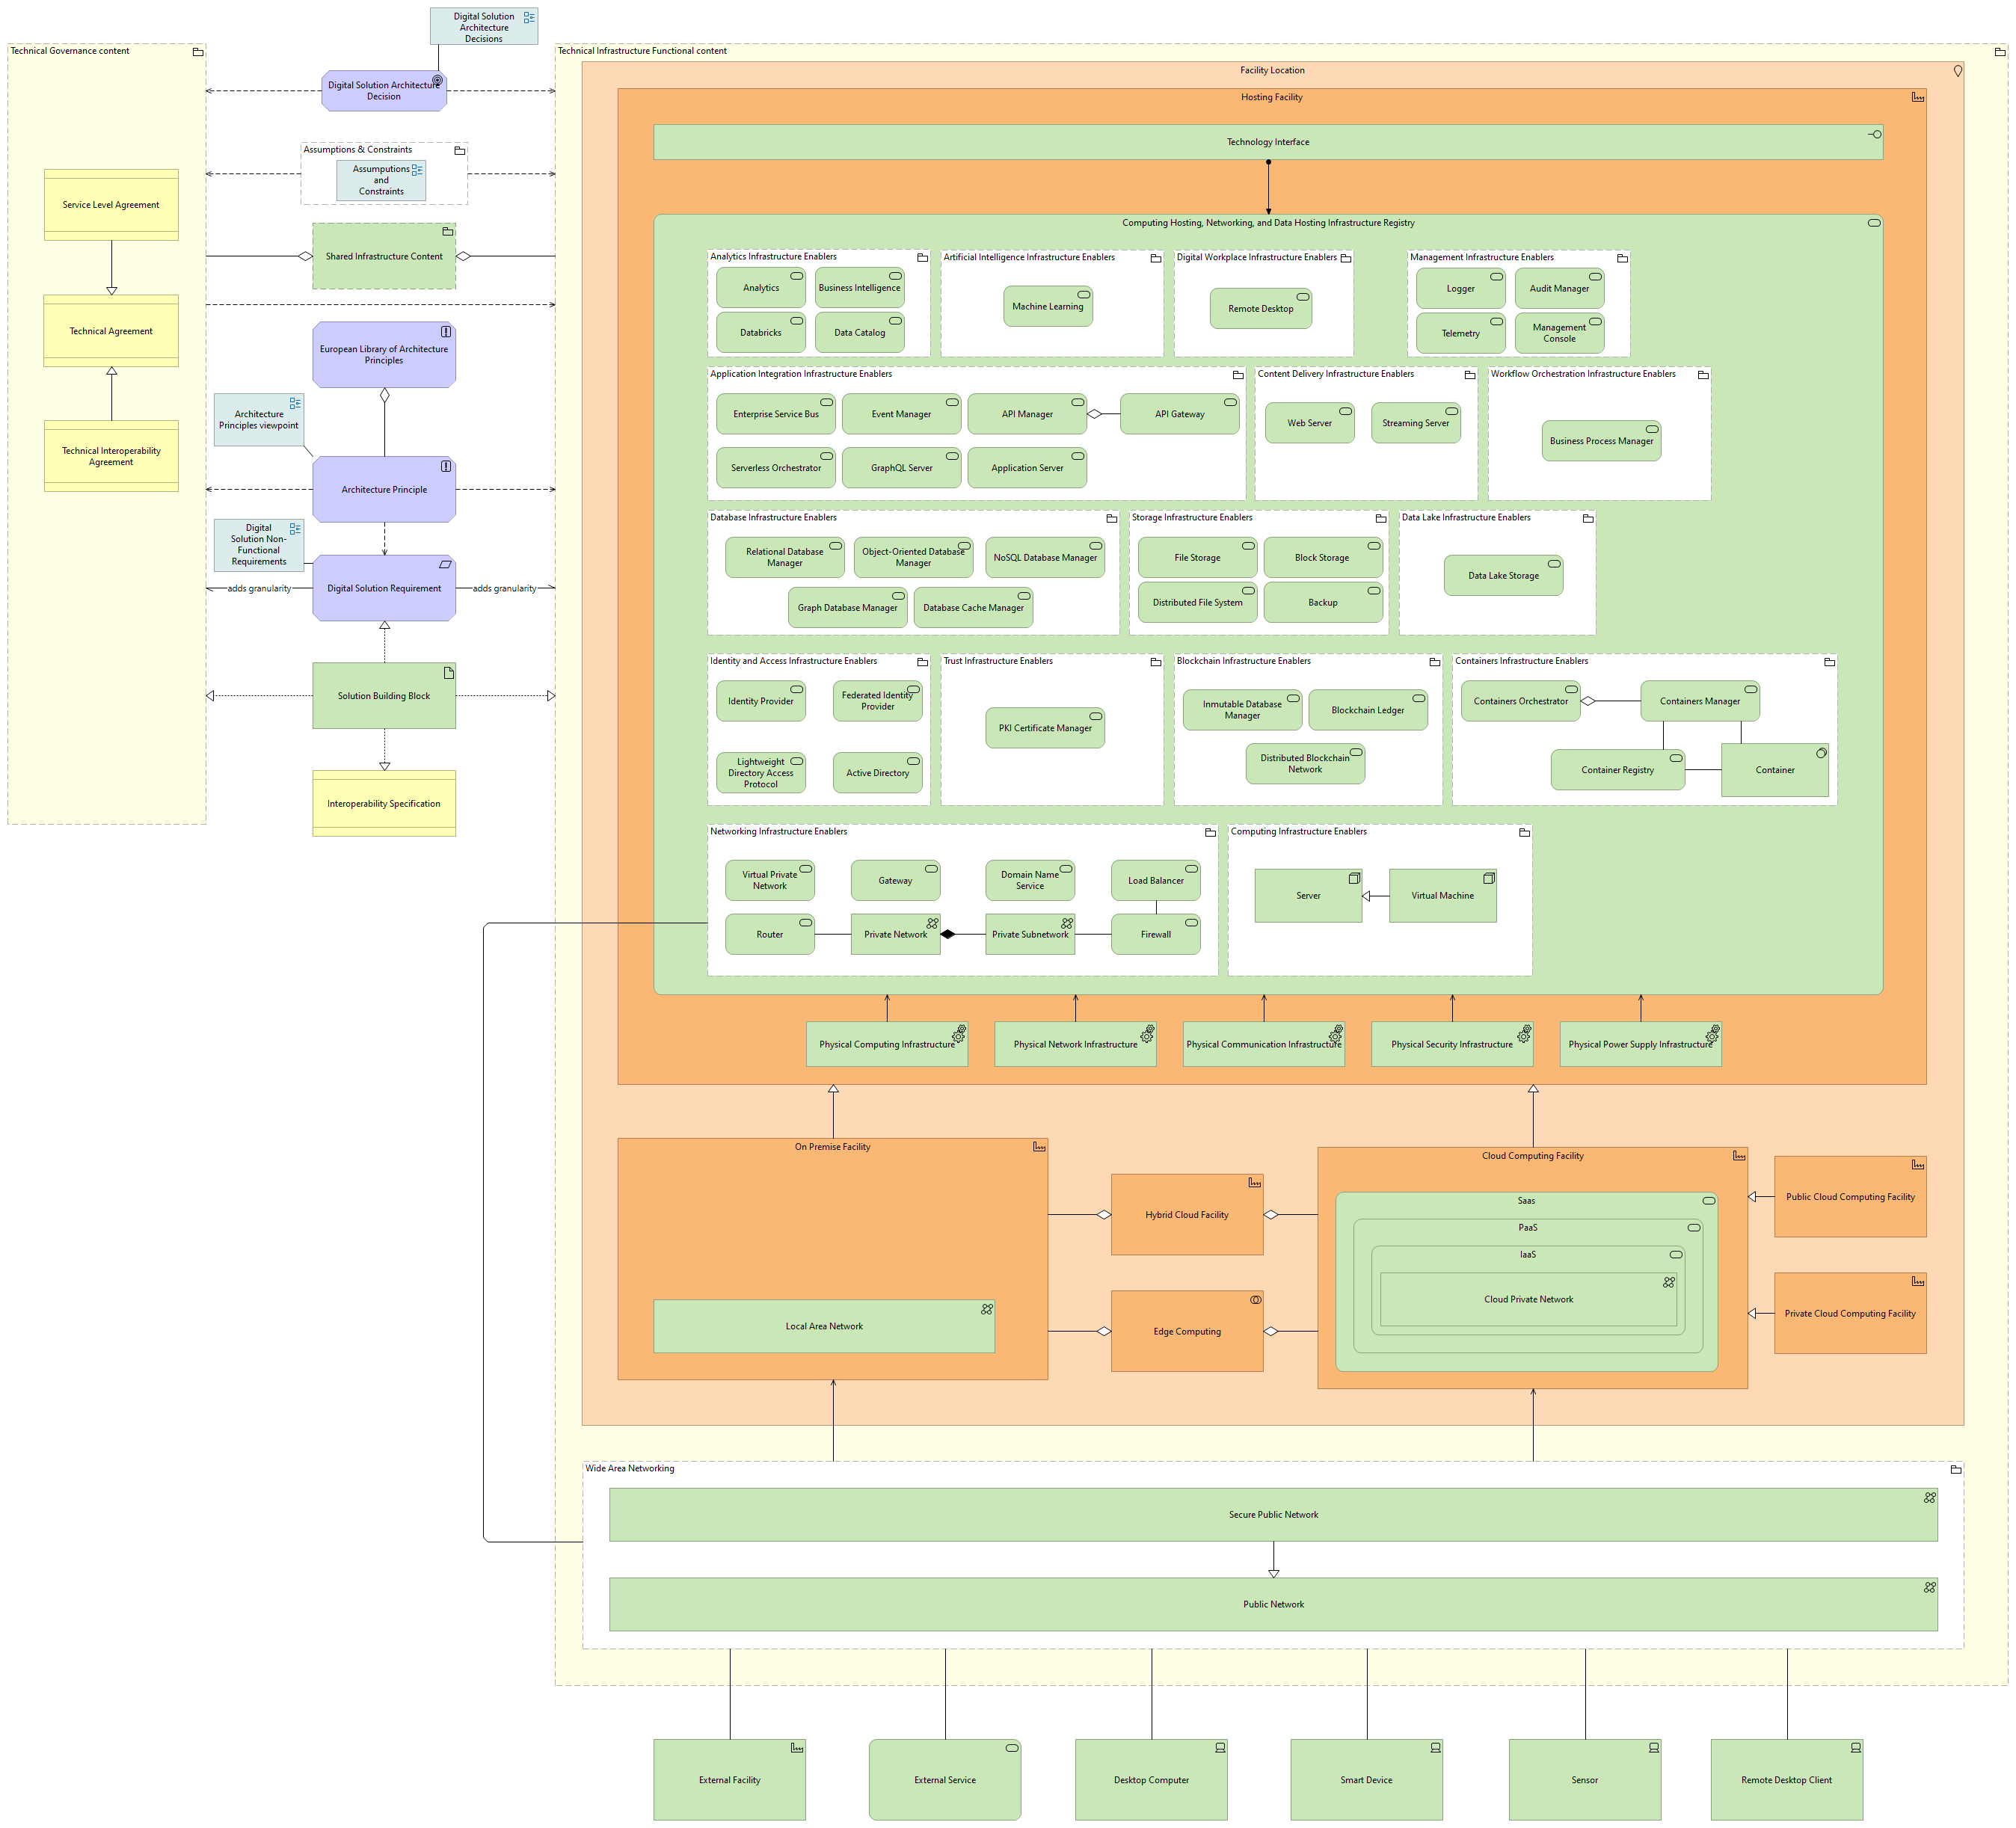 Digital Solution
Architecture
Decisions
Technical Governance content
Digital Solution Architecture
Decision
Assumptions & Constraints
Assumputions
and
Constraints
Service Level Agreement
Shared Infrastructure Content
Technical Agreement
European Library of Architecture
Principles
Architecture
Principles viewpoint
Technical Interoperability
Agreement
Architecture Principle
Digital
Solution Non-
Functional
Requirements
adds granularity
Digital Solution Requirement
adds granularity
Solution Building Block
Interoperability Specification
Technical Infrastructure Functional content
Facility Location
Hosting Facility
Technology Interface
Computing Hosting, Networking, and Data Hosting Infrastructure Registry
Analytics Infrastructure Enablers
Analytics
Business Intelligence
Databricks
Data Catalog
Artificial Intelligence Infrastructure Enablers
Machine Learning
Digital Workplace Infrastructure Enablers
Remote Desktop
Management Infrastructure Enablers
Logger
Audit Manager
Telemetry
Management
Console
Application Integration Infrastructure Enablers
Enterprise Service Bus
Event Manager
API Manager
API Gateway
Serverless Orchestrator
GraphQL Server
Application Server
Content Delivery Infrastructure Enablers
Web Server
Streaming Server
Workflow Orchestration Infrastructure Enablers
Business Process Manager
Database Infrastructure Enablers
Relational Database
Manager
Object-Oriented Database
Manager
NoSQL Database Manager
Graph Database Manager
Database Cache Manager
Storage Infrastructure Enablers
File Storage
Block Storage
Distributed File System
Backup
Data Lake Infrastructure Enablers
Data Lake Storage
Identity and Access Infrastructure Enablers
Identity Provider
Federated Identity
Provider
Lightweight
Directory Access
Protocol
Active Directory
Trust Infrastructure Enablers
PKI Certificate Manager
Blockchain Infrastructure Enablers
Inmutable Database
Manager
Blockchain Ledger
Distributed Blockchain
Network
Containers Infrastructure Enablers
Containers Orchestrator
Containers Manager
Container Registry
Container
Networking Infrastructure Enablers
Virtual Private
Network
Gateway
Domain Name
Service
Load Balancer
Router
Private Network
Private Subnetwork
Firewall
Computing Infrastructure Enablers
Server
Virtual Machine
Physical Computing Infrastructure
Physical Network Infrastructure
Physical Communication Infrastructure
Physical Security Infrastructure
Physical Power Supply Infrastructure
On Premise Facility
Local Area Network
Hybrid Cloud Facility
Edge Computing
Cloud Computing Facility
Saas
PaaS
IaaS
Cloud Private Network
Public Cloud Computing Facility
Private Cloud Computing Facility
Wide Area Networking
Secure Public Network
Public Network
External Facility
External Service
Desktop Computer
Smart Device
Sensor
Remote Desktop Client